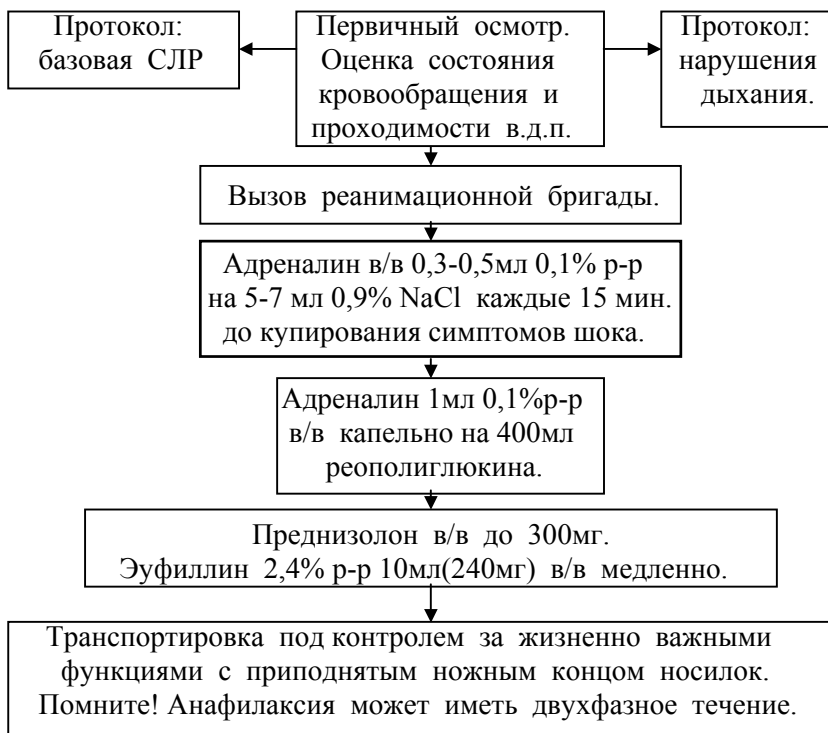 Протокол:
базовая СЛР
Первичный осмотр.
Оценка состояния
кровообращения и
проходимости в.д.п.
Протокол:
нарушения
дыхания.
Вызов реанимационной бригады.
Адреналин в/в 0,3-0,5мл 0,1% р-р
на 5-7 мл 0,9% NaCl каждые 15 мин.
до купирования симптомов шока.
Адреналин 1мл 0,1%р-р
в/в капельно на 400мл
реополиглюкина.
Преднизолон в/в до 300мг.
Эуфиллин 2,4% р-р 10мл(240мг) в/в медленно.
Транспортировка под контролем за жизненно важными
функциями с приподнятым ножным концом носилок.
Помните! Анафилаксия может иметь двухфазное течение.